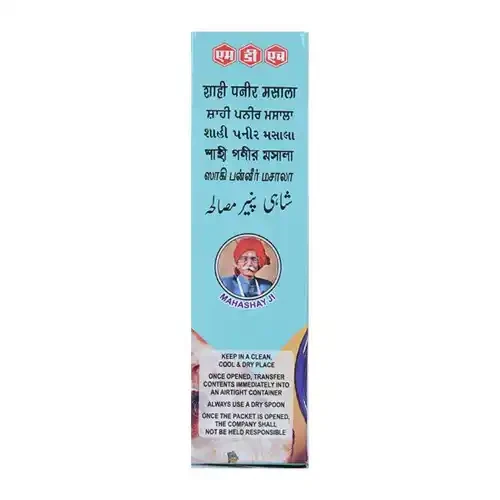 एम डी एच
शाही पनीर मसाला
ਸ਼ਾਹੀ ਪਨੀਰ ਮਸਾਲਾ
શાહી પનીર મસાલા
শাহী পণীর মসালা
ஸாகி பன்னீர் மசாலா
شاہی پنیر مصالحہ
MAHASHAY JI
KEEP IN A CLEAN,
COOL & DRY PLACE
ONCE OPENED, TRANSFER
CONTENTS IMMEDIATELY INTO
AN AIRTIGHT CONTAINER
ALWAYS USE A DRY SPOON
ONCE THE PACKET IS OPENED,
THE COMPANY SHALL
NOT BE HELD RESPONSIBLE